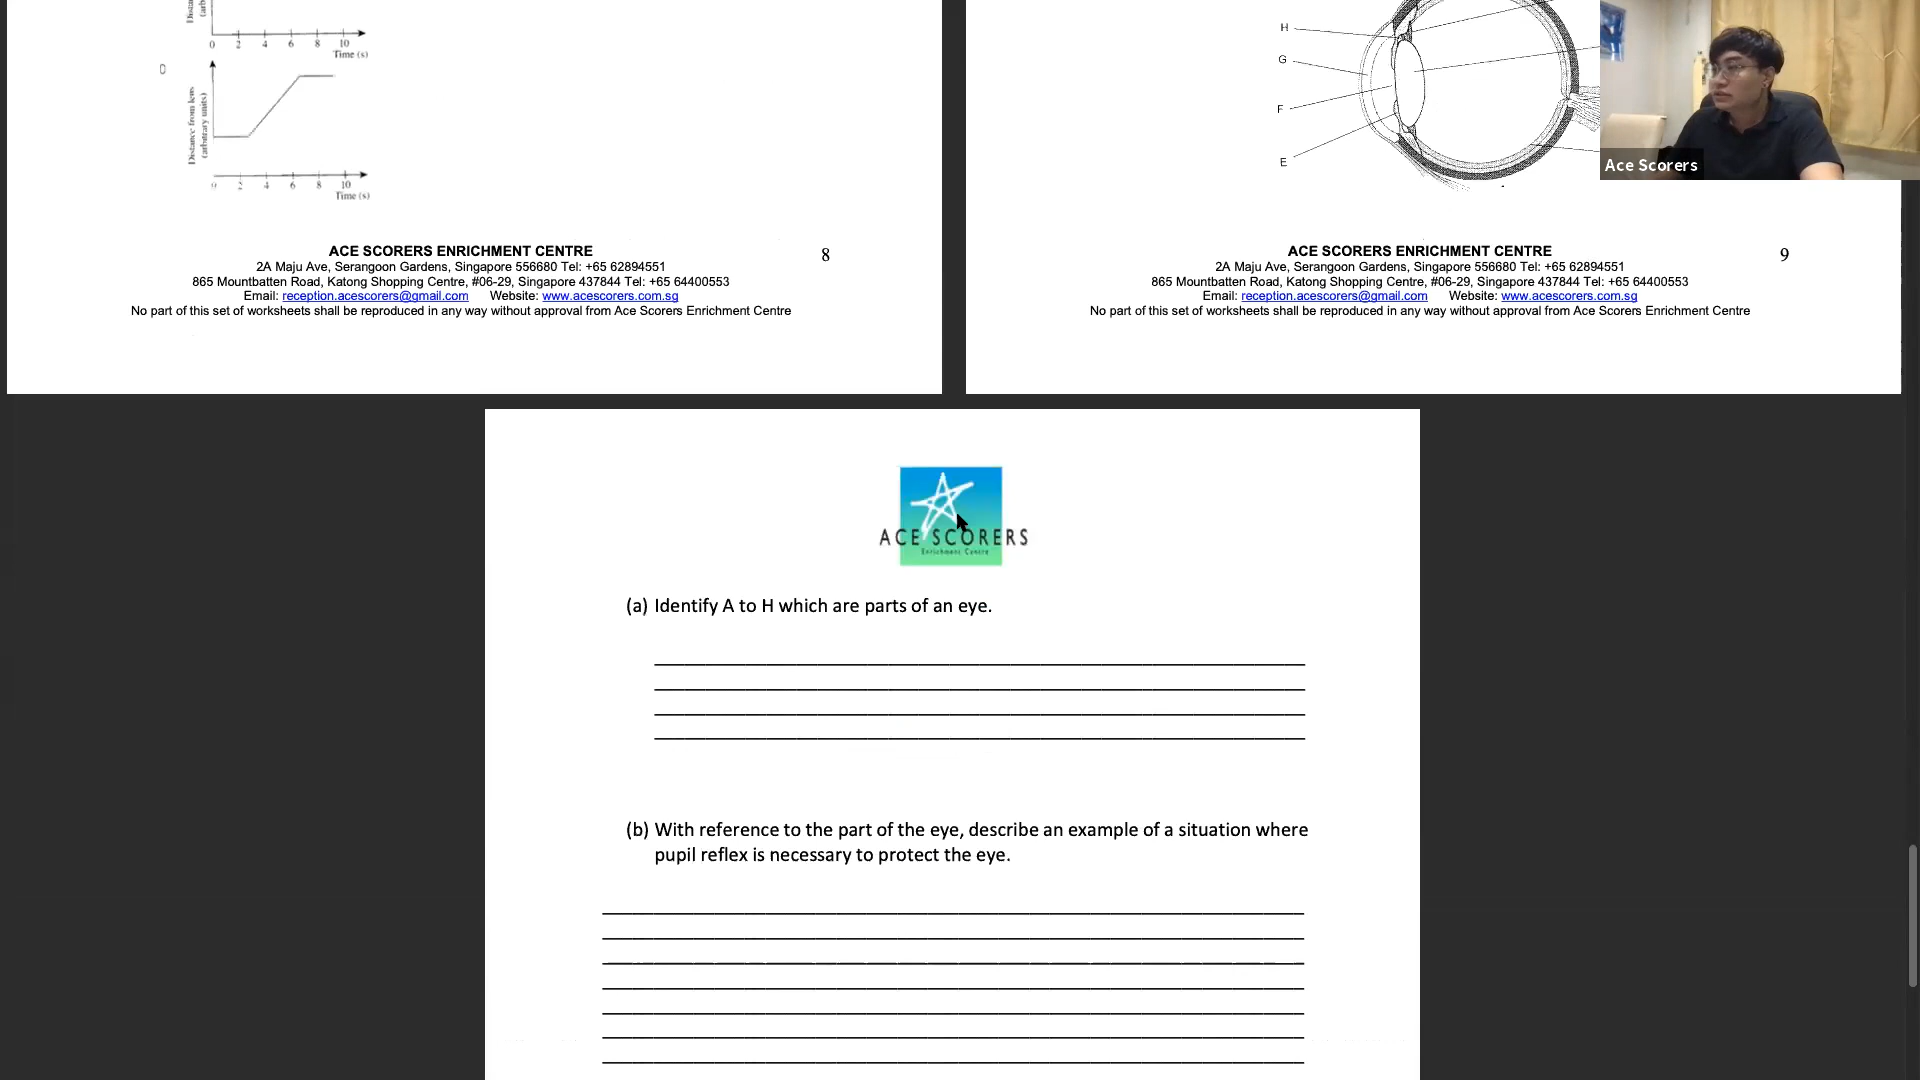 0 2 4 6 8 10
Time (s)
Distance from lens
(arbitrary units)
0 2 4 6 8 10
Time (s)
ACE SCORERS ENRICHMENT CENTRE
8
2A Maju Ave, Serangoon Gardens, Singapore 556680 Tel: +65 62894551
865 Mountbatten Road, Katong Shopping Centre, #06-29, Singapore 437844 Tel: +65 64400553
Email: reception.acescorers@gmail.com Website: www.acescorers.com.sg
No part of this set of worksheets shall be reproduced in any way without approval from Ace Scorers Enrichment Centre
H
G
F
E
Ace Scorers
ACE SCORERS ENRICHMENT CENTRE
9
2A Maju Ave, Serangoon Gardens, Singapore 556680 Tel: +65 62894551
865 Mountbatten Road, Katong Shopping Centre, #06-29, Singapore 437844 Tel: +65 64400553
Email: reception.acescorers@gmail.com Website: www.acescorers.com.sg
No part of this set of worksheets shall be reproduced in any way without approval from Ace Scorers Enrichment Centre
ACE SCORERS
Enrichment Centre
(a) Identify A to H which are parts of an eye.
(b) With reference to the part of the eye, describe an example of a situation where
pupil reflex is necessary to protect the eye.